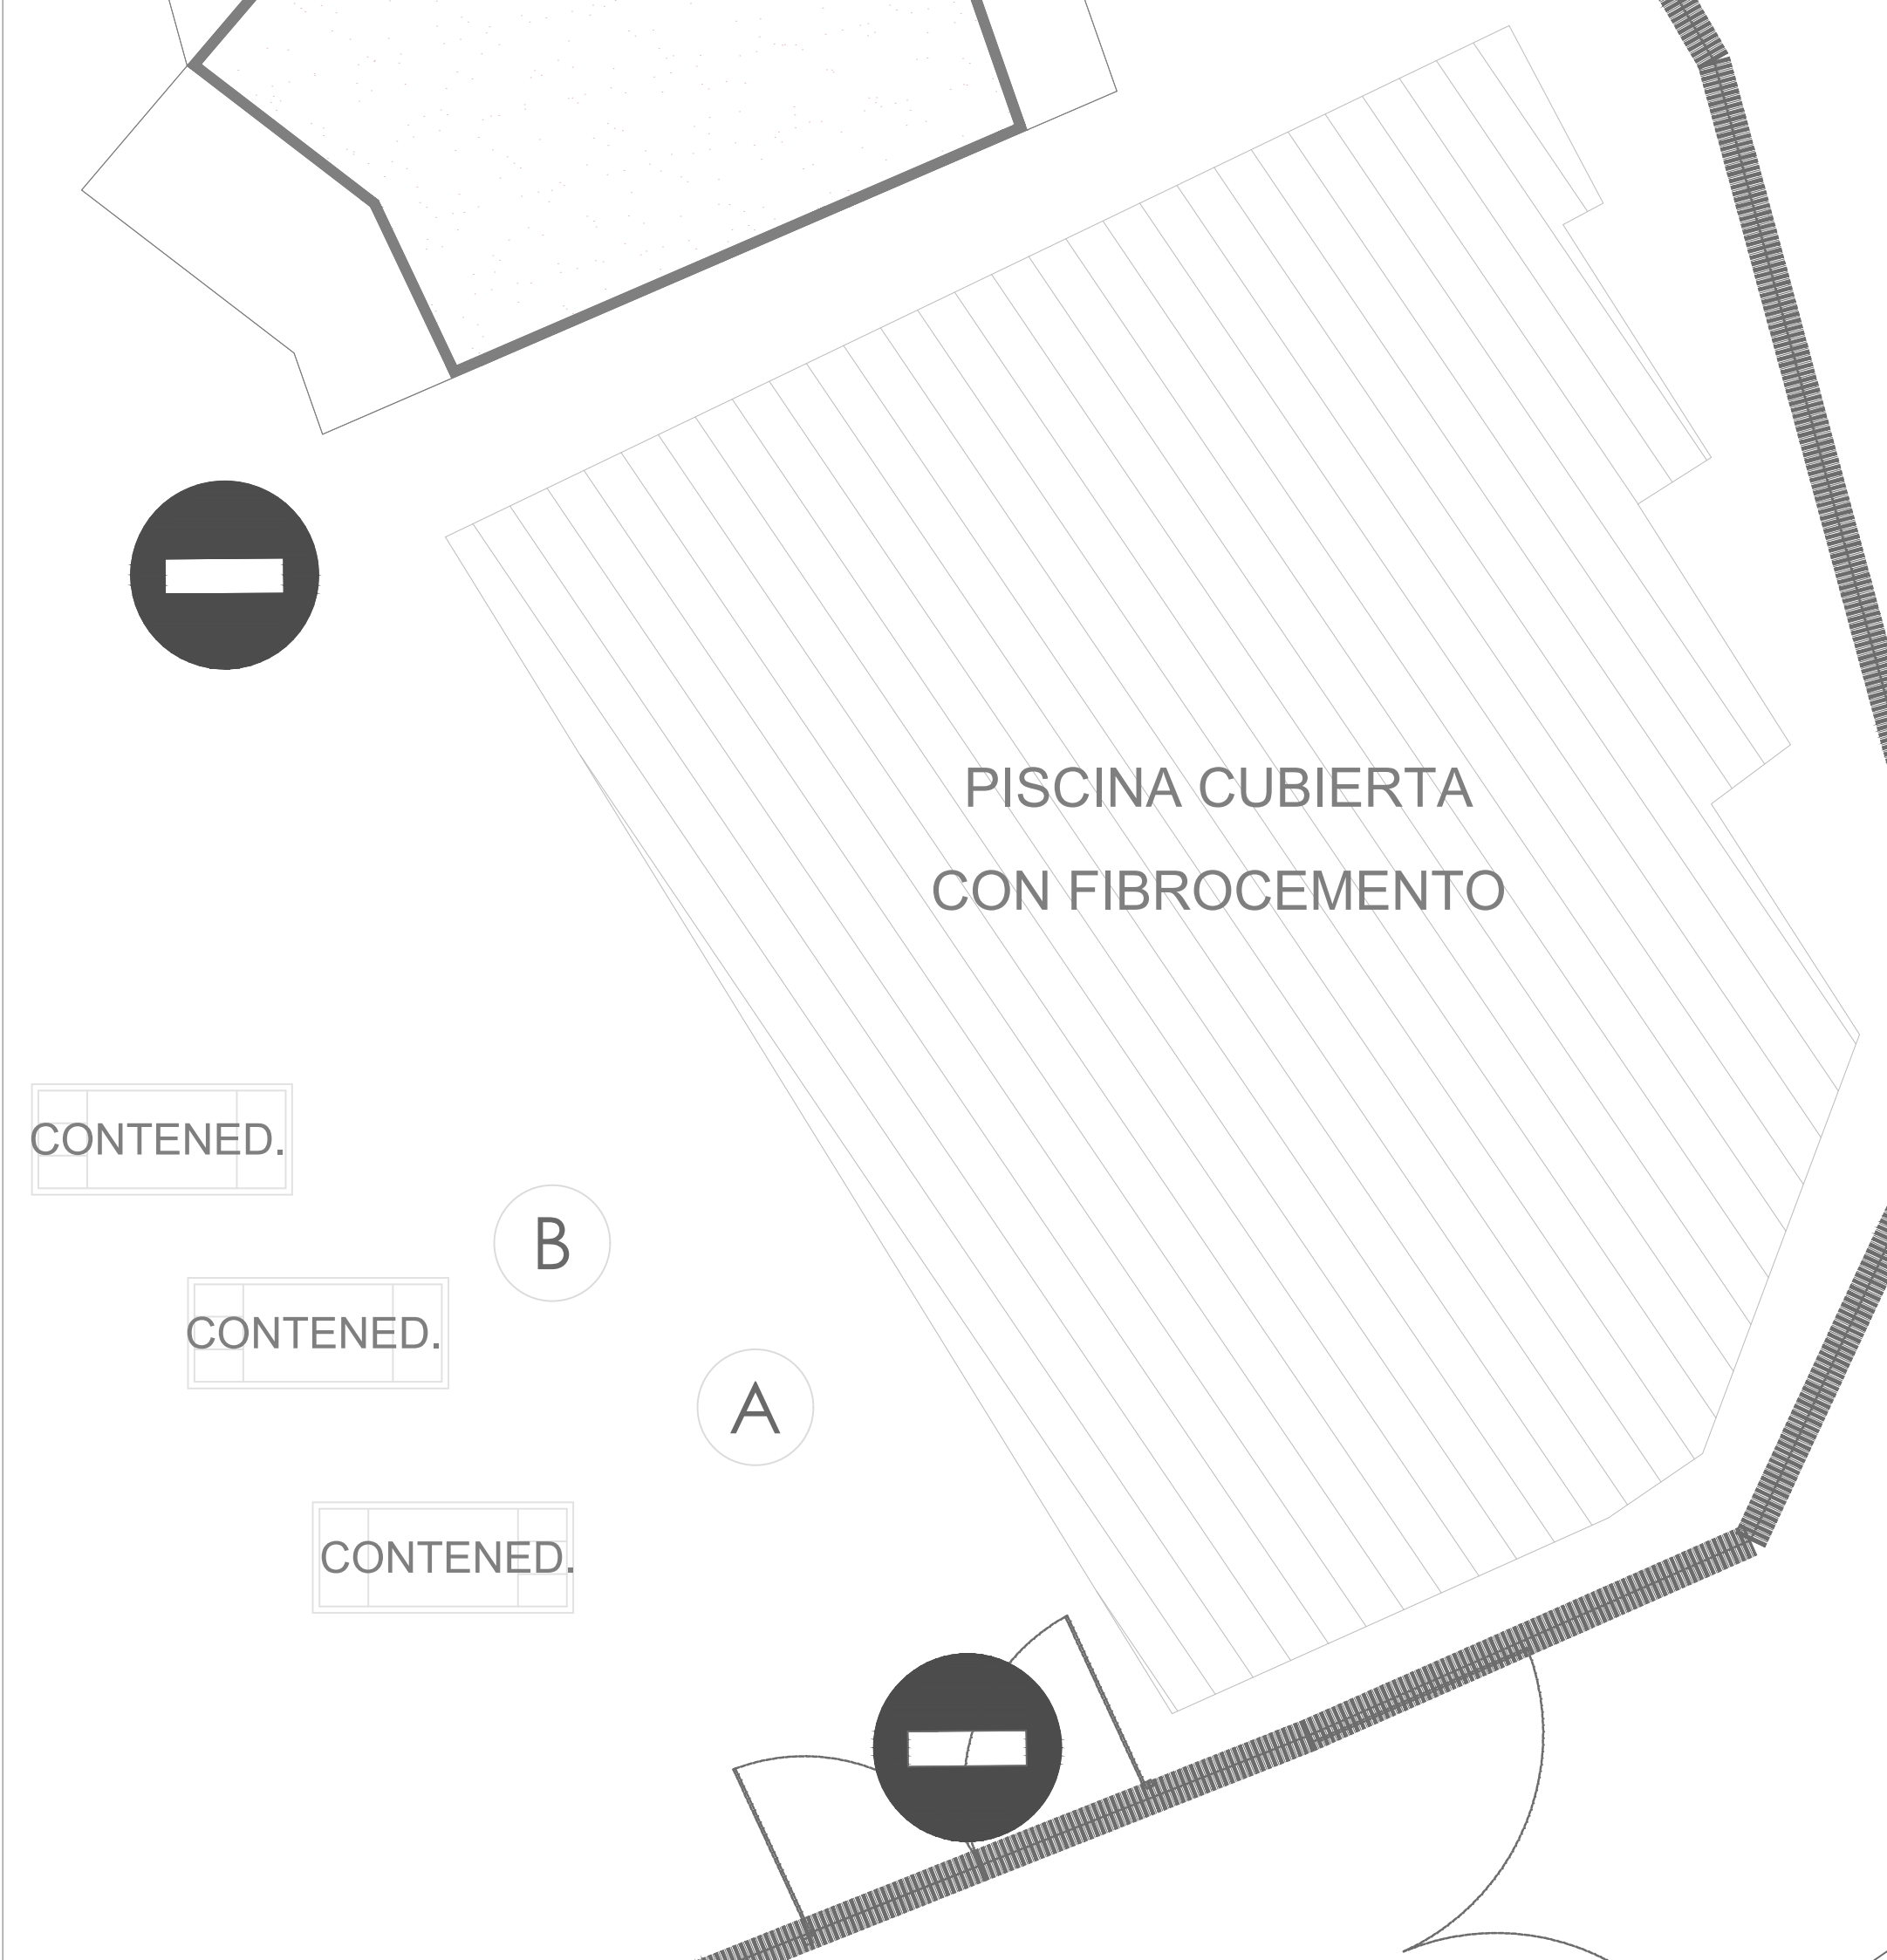 PISCINA CUBIERTA
CON FIBROCEMENTO
CONTENED.
B
CONTENED.
A
CONTENED.